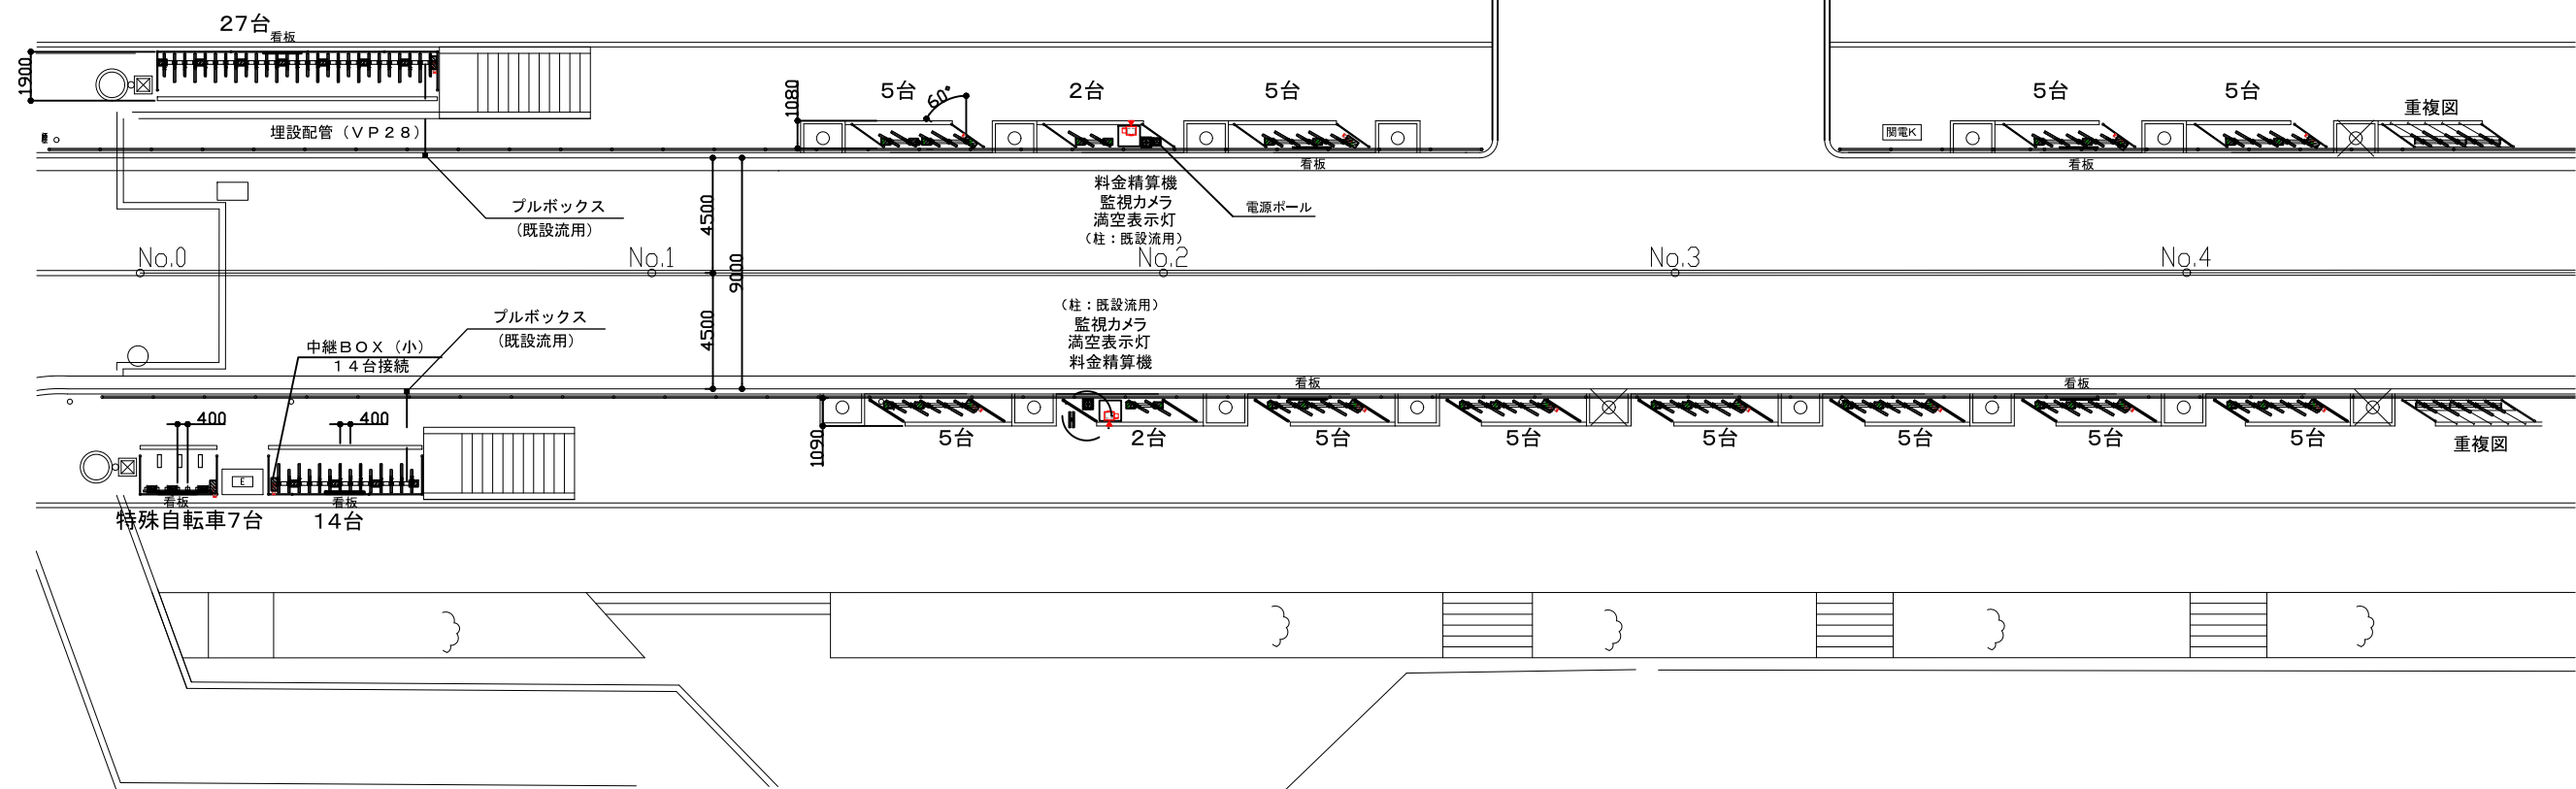 27台
看板
1900
埋設配管（VP28）
プルボックス
（既設流用）
1080
5台
60°
2台
5台
看板
料金精算機
監視カメラ
満空表示灯
（柱：既設流用）
電源ポール
関電K
5台
5台
重複図
看板
4500
9000
4500
No.0
No.1
No.2
No.3
No.4
プルボックス
（既設流用）
中継BOX（小）
14台接続
（柱：既設流用）
監視カメラ
満空表示灯
料金精算機
看板
看板
400
400
1090
5台
2台
5台
5台
5台
5台
5台
5台
重複図
E
看板
看板
特殊自転車7台
14台